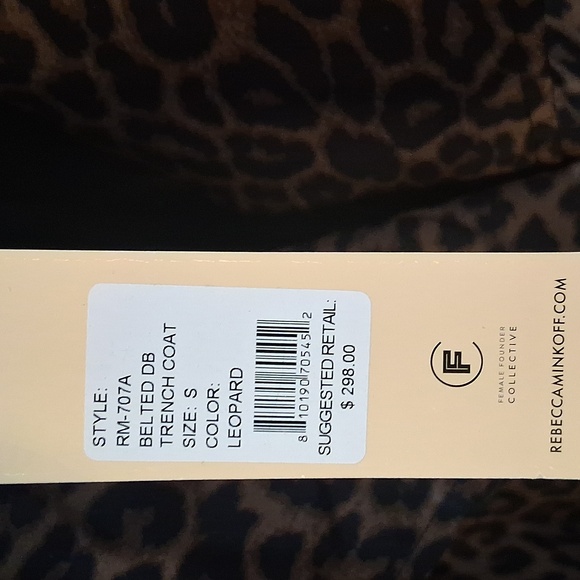 STYLE:
RM-707A
BELTED DB
TRENCH COAT
SIZE: S
COLOR:
LEOPARD
8 10190 70545 2
SUGGESTED RETAIL:
$ 298.00
F
FEMALE FOUNDER
COLLECTIVE
REBECCAMINKOFF.COM